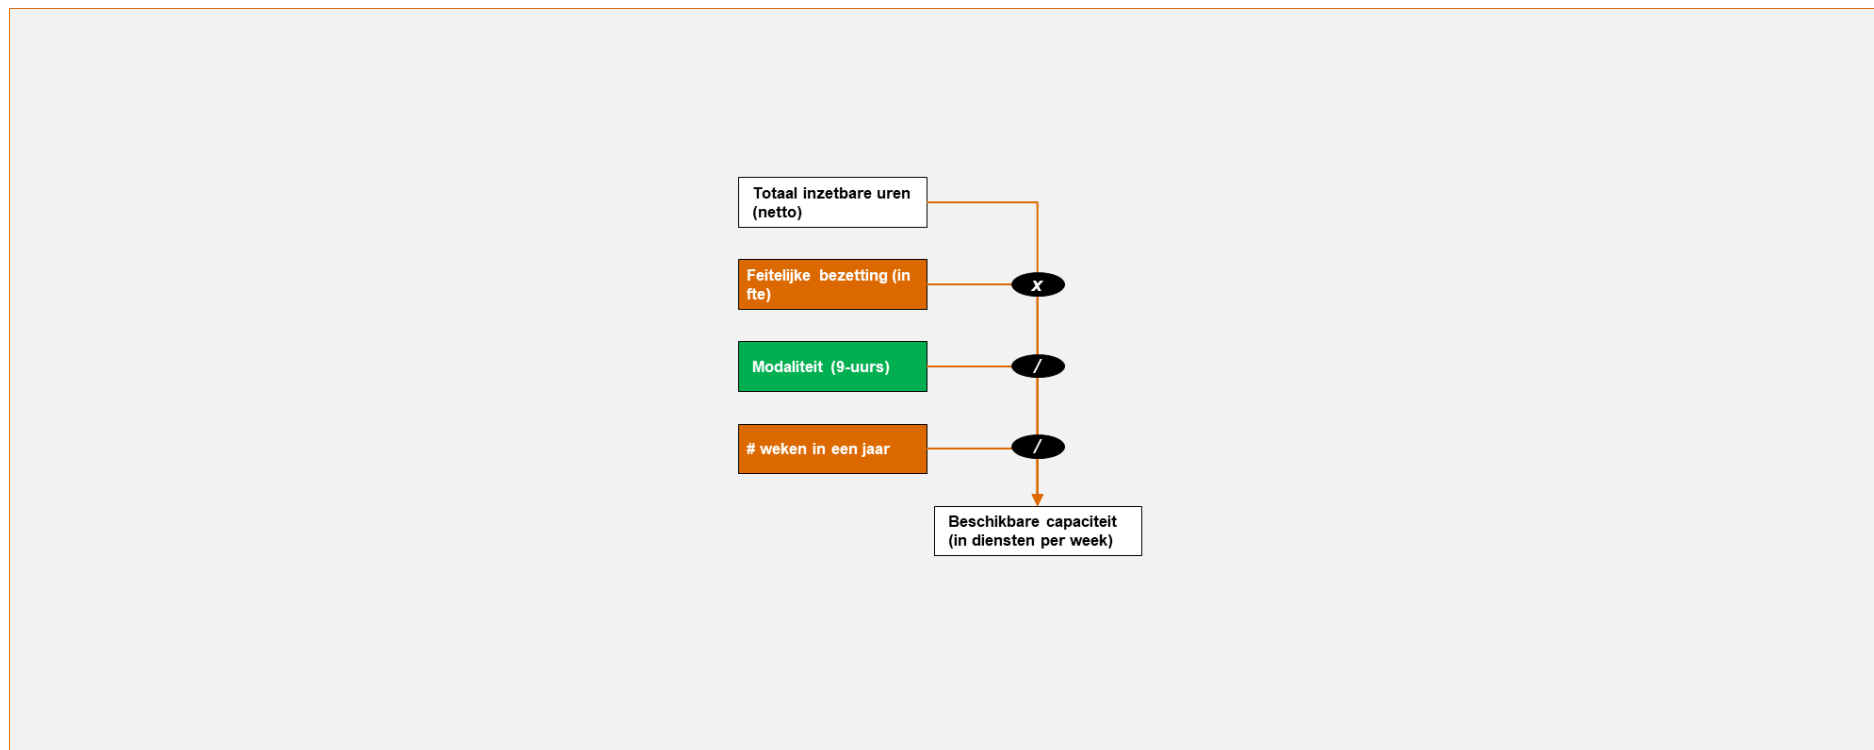 Totaal inzetbare uren
(netto)
Feitelijke bezetting (in
fte)
x
Modaliteit (9-uurs)
/
# weken in een jaar
/
Beschikbare capaciteit
(in diensten per week)